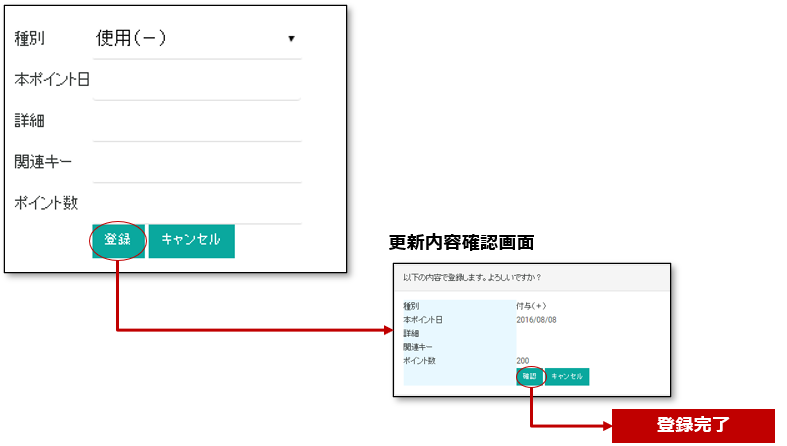 種別 使用(－)
本ポイント日
詳細
関連キー
ポイント数
登録 キャンセル
更新内容確認画面
以下の内容で登録します。よろしいですか？
種別 付与(＋)
本ポイント日 2016/08/08
詳細
関連キー
ポイント数 200
確認 キャンセル
登録完了